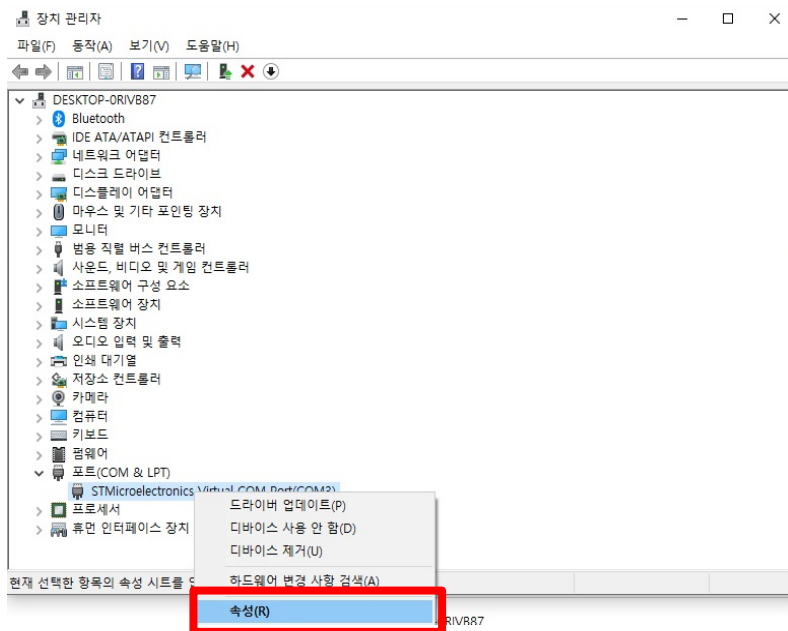 장치 관리자
파일(F) 동작(A) 보기(V) 도움말(H)
DESKTOP-0RIVB87
Bluetooth
IDE ATA/ATAPI 컨트롤러
네트워크 어댑터
디스크 드라이브
디스플레이 어댑터
마우스 및 기타 포인팅 장치
모니터
범용 직렬 버스 컨트롤러
사운드, 비디오 및 게임 컨트롤러
소프트웨어 구성 요소
소프트웨어 장치
시스템 장치
오디오 입력 및 출력
인쇄 대기열
저장소 컨트롤러
카메라
컴퓨터
키보드
펌웨어
포트(COM & LPT)
STMicroelectronics Virtual COM Port(COM3)
프로세서
휴먼 인터페이스 장치
드라이버 업데이트(P)
디바이스 사용 안 함(D)
디바이스 제거(U)
하드웨어 변경 사항 검색(A)
속성(R)
현재 선택한 항목의 속성 시트를
RIVB87